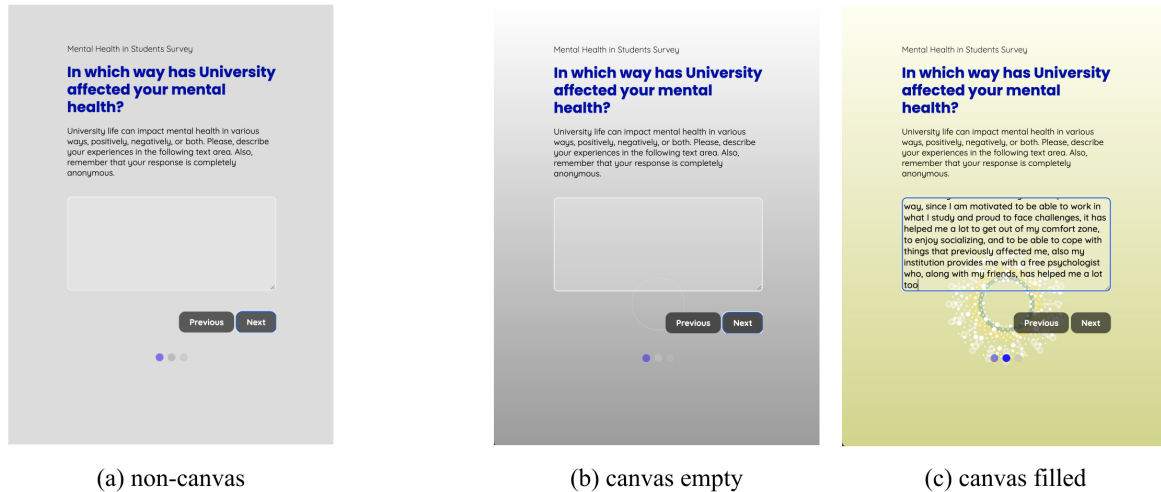 Mental Health in Students Survey
In which way has University
affected your mental
health?
University life can impact mental health in various
ways, positively, negatively, or both. Please, describe
your experiences in the following text area. Also,
remember that your response is completely
anonymous.
Previous
Next
(a) non-canvas
Mental Health in Students Survey
In which way has University
affected your mental
health?
University life can impact mental health in various
ways, positively, negatively, or both. Please, describe
your experiences in the following text area. Also,
remember that your response is completely
anonymous.
Previous
Next
(b) canvas empty
Mental Health in Students Survey
In which way has University
affected your mental
health?
University life can impact mental health in various
ways, positively, negatively, or both. Please, describe
your experiences in the following text area. Also,
remember that your response is completely
anonymous.
way, since I am motivated to be able to work in
what I study and proud to face challenges, it has
helped me a lot to get out of my comfort zone,
to enjoy socializing, and to be able to cope with
things that previously affected me, also my
institution provides me with a free psychologist
who, along with my friends, has helped me a lot
too
Previous
Next
(c) canvas filled